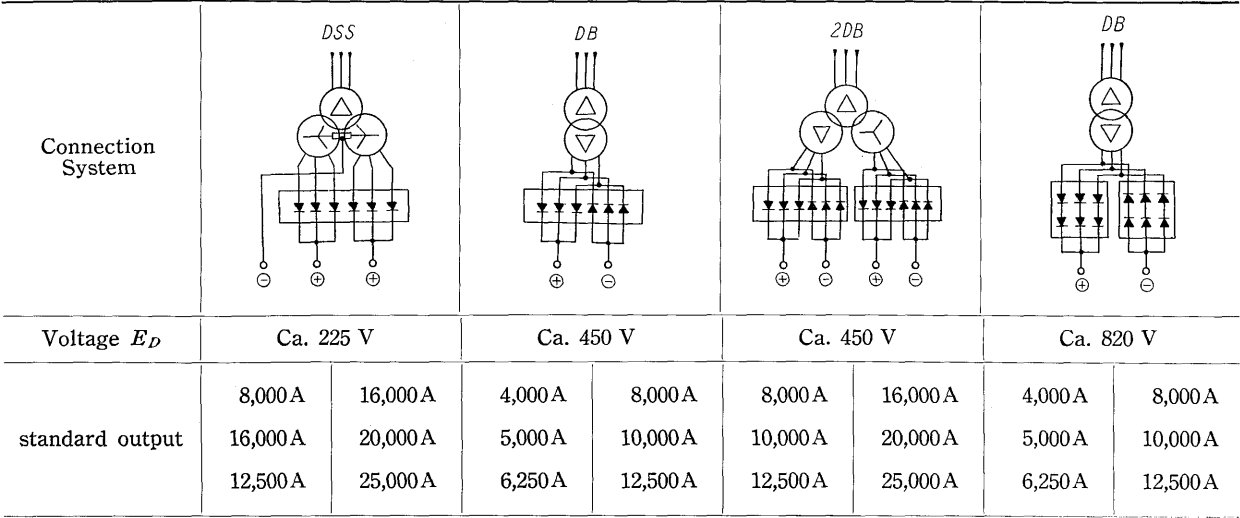 DSS DB 2DB DB
Connection
System
⊖ ⊕ ⊕ ⊕ ⊖ ⊕ ⊖ ⊕ ⊖ ⊕ ⊖
Voltage E_D Ca. 225 V Ca. 450 V Ca. 450 V Ca. 820 V
8,000 A 16,000 A 4,000 A 8,000 A 8,000 A 16,000 A 4,000 A 8,000 A
standard output 16,000 A 20,000 A 5,000 A 10,000 A 10,000 A 20,000 A 5,000 A 10,000 A
12,500 A 25,000 A 6,250 A 12,500 A 12,500 A 25,000 A 6,250 A 12,500 A